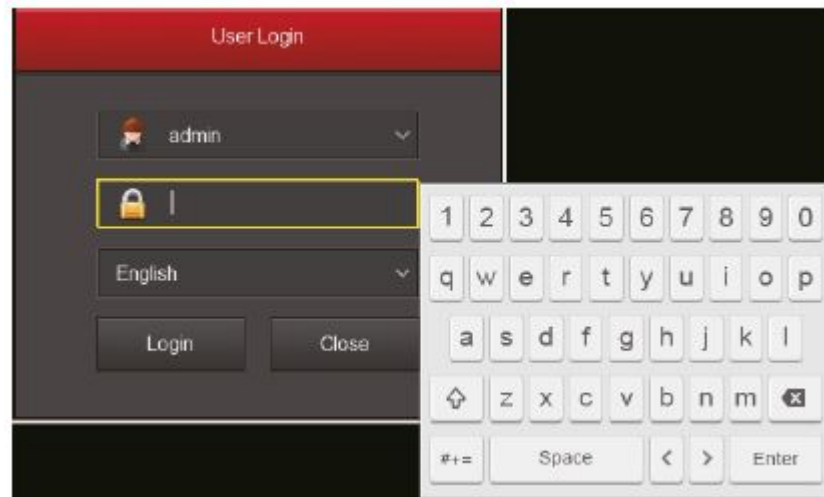 User Login
admin
English
Login Close
1 2 3 4 5 6 7 8 9 0
q w e r t y u i o p
a s d f g h j k l
z x c v b n m
#+= Space < > Enter